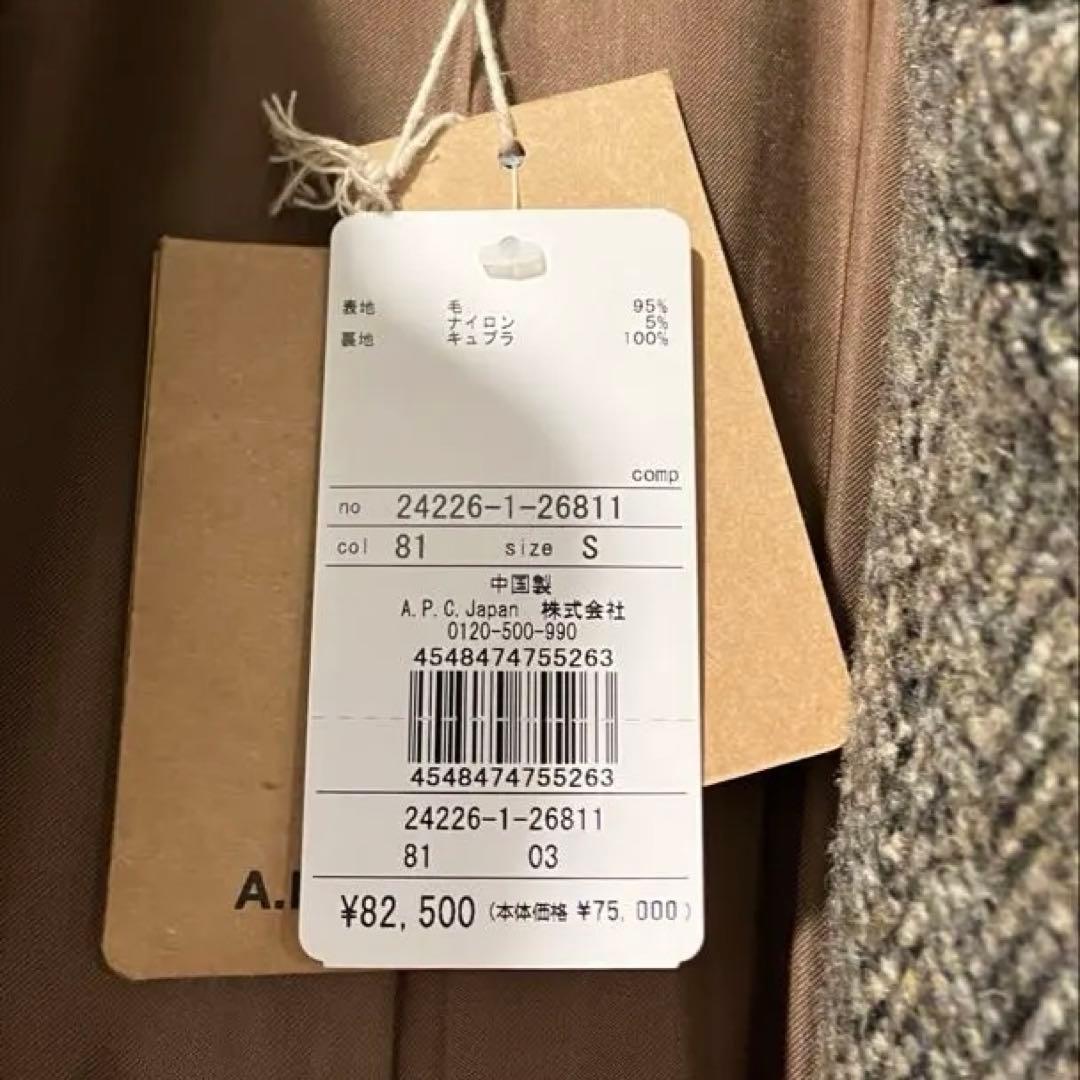 表地 毛 95%
ナイロン 5%
裏地 キュプラ 100%
comp
no 24226-1-26811
col 81 size S
中国製
A.P.C.Japan 株式会社
0120-500-990
4548474755263
4548474755263
24226-1-26811
81 03
¥82,500 (本体価格 ¥75,000)
A.